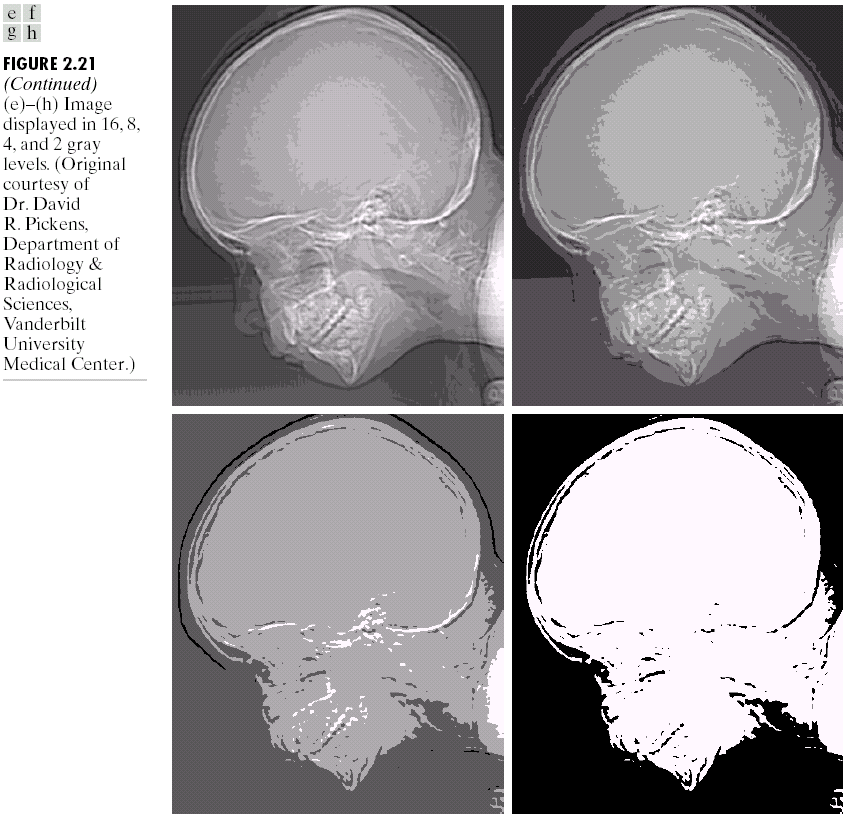 e f
g h
FIGURE 2.21
(Continued)
(e)–(h) Image
displayed in 16, 8,
4, and 2 gray
levels. (Original
courtesy of
Dr. David
R. Pickens,
Department of
Radiology &
Radiological
Sciences,
Vanderbilt
University
Medical Center.)